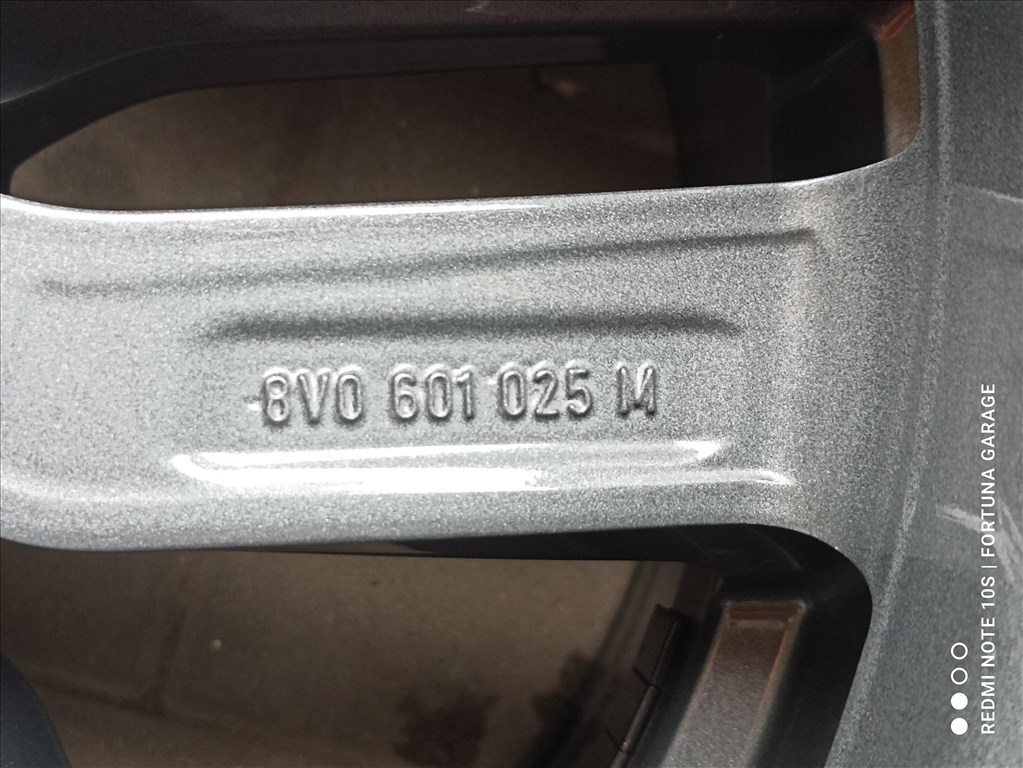 8V0 601 025 M
REDMI NOTE 10S | FORTUNA GARAGE